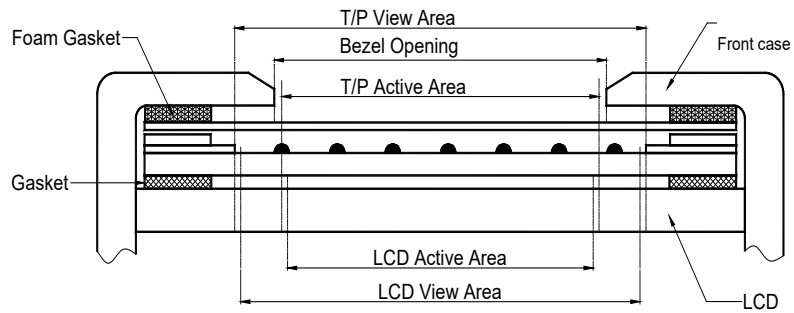 T/P View Area
Foam Gasket
Bezel Opening
Front case
T/P Active Area
Gasket
LCD Active Area
LCD View Area
LCD